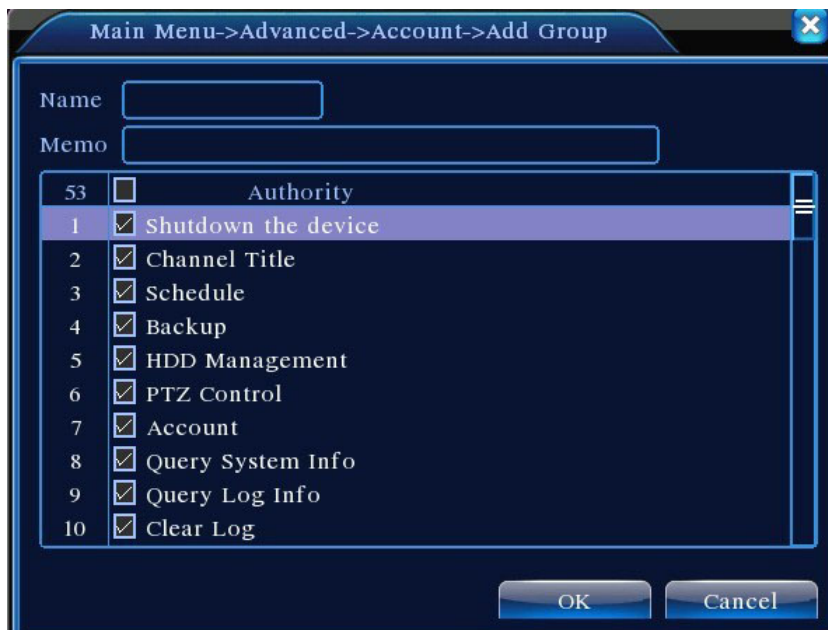 Main Menu->Advanced->Account->Add Group
Name
Memo
53 Authority
1 Shutdown the device
2 Channel Title
3 Schedule
4 Backup
5 HDD Management
6 PTZ Control
7 Account
8 Query System Info
9 Query Log Info
10 Clear Log
OK Cancel